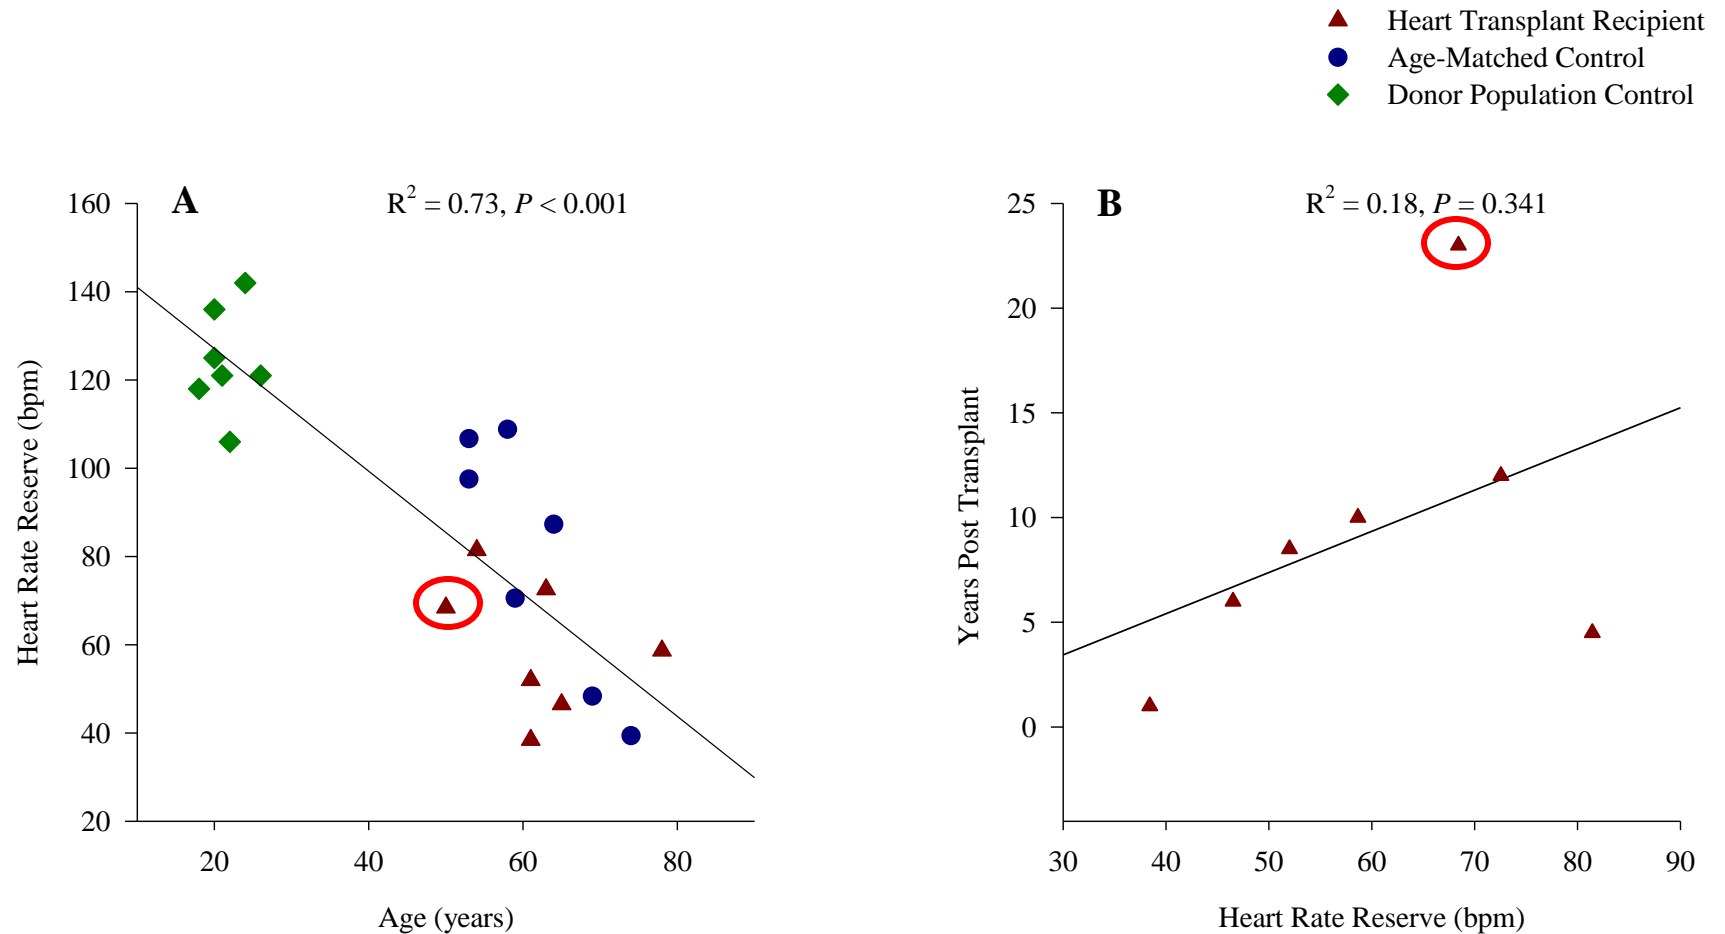 Heart Transplant Recipient
Age-Matched Control
Donor Population Control
A
R² = 0.73, P < 0.001
160
140
120
100
80
60
40
20
Heart Rate Reserve (bpm)
20 40 60 80
Age (years)
B
R² = 0.18, P = 0.341
25
20
15
10
5
0
Years Post Transplant
30 40 50 60 70 80 90
Heart Rate Reserve (bpm)